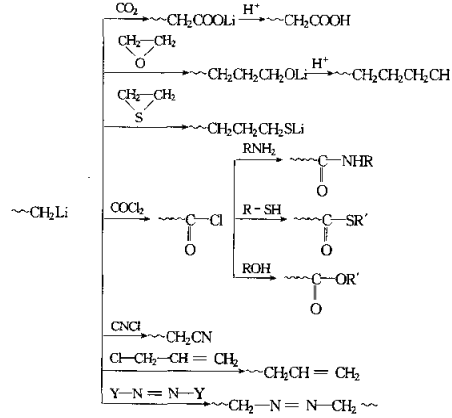 CO₂ ~CH₂COOLi H⁺ ~CH₂COOH
CH₂—CH₂
O
~CH₂CH₂CH₂OLi H⁺ ~CH₂CH₂CH₂CH
CH₂—CH₂
S
~CH₂CH₂CH₂SLi
RNH₂ ~C—NHR
O
~CH₂Li COCl₂ ~C—Cl R—SH ~C—SR′
O O
ROH ~C—OR′
O
CNCl ~CH₂CN
Cl—CH₂—CH=CH₂ ~CH₂CH=CH₂
Y—N=N—Y ~CH₂—N=N—CH₂~